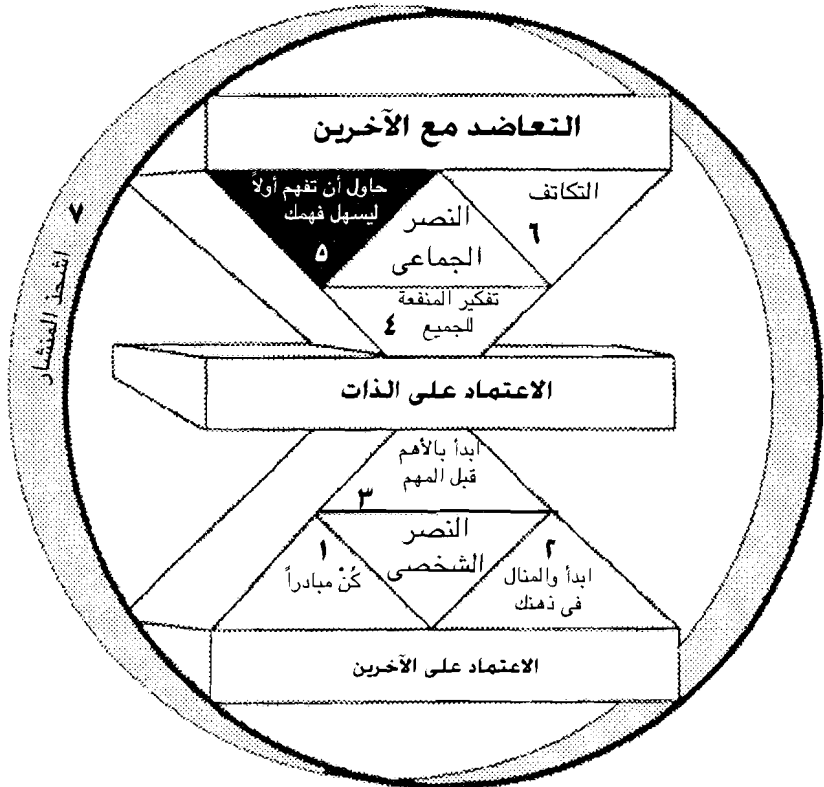 التعاضد مع الآخرين
حاول أن تفهم أولاً
ليسهل فهمك
٥
النصر
الجماعى
التكاتف
٦
تفكير المنفعة
للجميع
٤
٧ اشحذ المنشار
الاعتماد على الذات
ابدأ بالأهم
قبل المهم
٣
النصر
الشخصى
١
كُنْ مبادراً
٢
ابدأ والمنال
فى ذهنك
الاعتماد على الآخرين